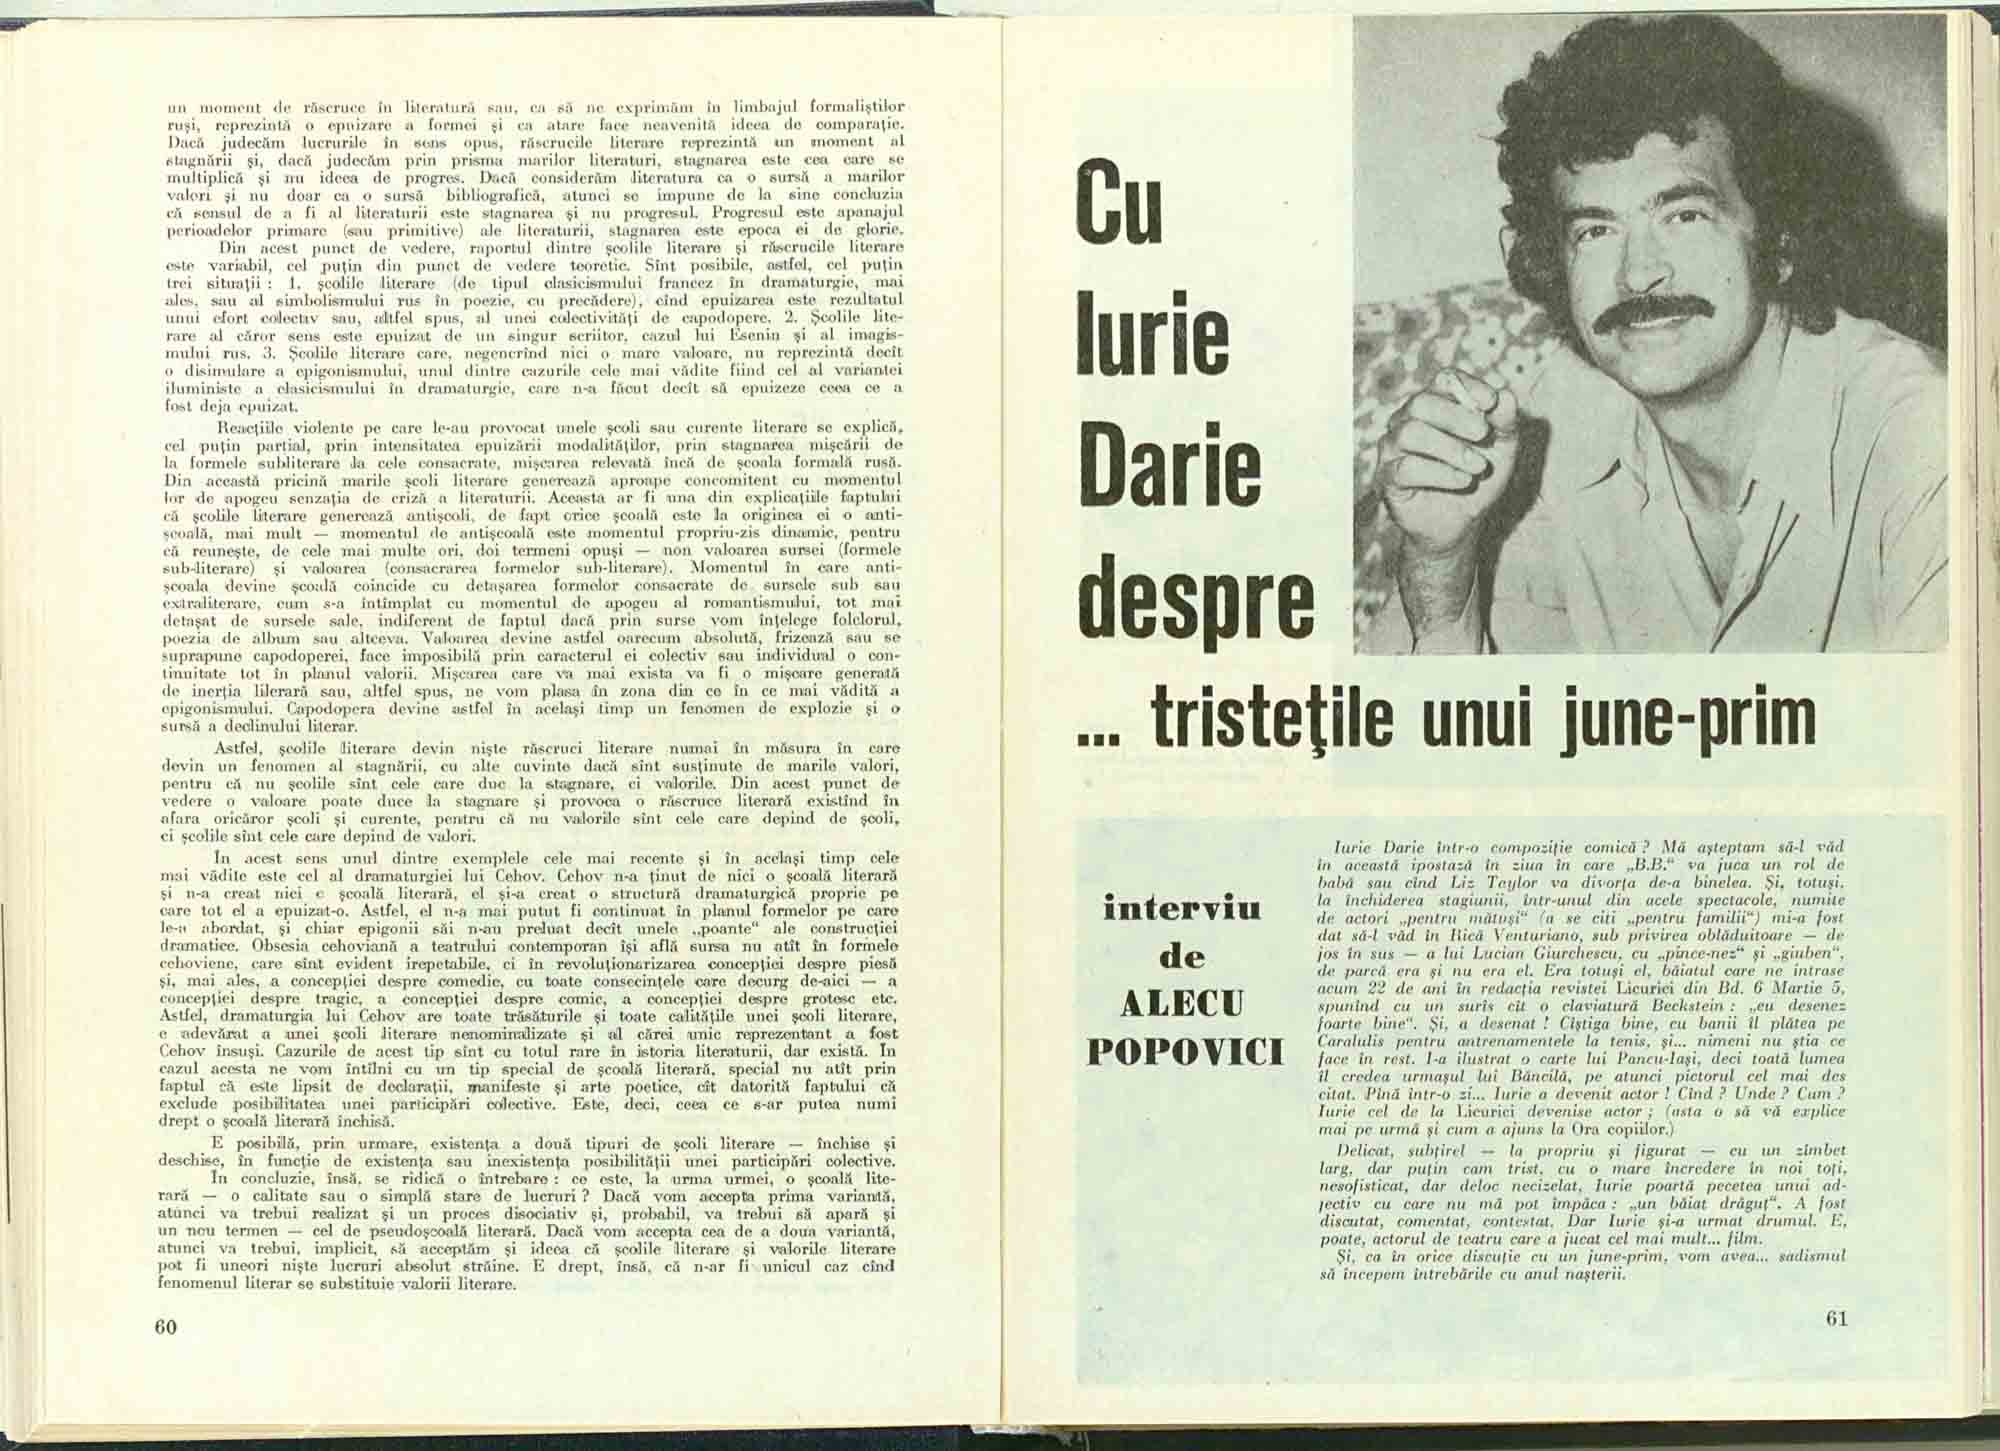 un moment de răscruce în literatură sau, ca să ne exprimăm în limbajul formaliştilor
ruşi, reprezintă o epuizare a formei şi ca atare face neavenită ideea de comparaţie.
Dacă judecăm lucrurile în sens opus, răscrucile literare reprezintă un moment al
stagnării şi, dacă judecăm prin prisma marilor literaturi, stagnarea este cea care se
multiplică şi nu ideea de progres. Dacă considerăm literatura ca o sursă a marilor
valori şi nu doar ca o sursă bibliografică, atunci se impune de la sine concluzia
că sensul de a fi al literaturii este stagnarea şi nu progresul. Progresul este apanajul
perioadelor primare (sau primitive) ale literaturii, stagnarea este epoca ei de glorie.
Din acest punct de vedere, raportul dintre şcolile literare şi răscrucile literare
este variabil, cel puţin din punct de vedere teoretic. Sînt posibile, astfel, cel puţin
trei situaţii : 1. şcolile literare (de tipul clasicismului francez în dramaturgie, mai
ales, sau al simbolismului rus în poezie, cu precădere), cînd epuizarea este rezultatul
unui efort colectiv sau, altfel spus, al unei colectivităţi de capodopere. 2. Şcolile lite-
rare al căror sens este epuizat de un singur scriitor, cazul lui Esenin şi al imagis-
mului rus. 3. Şcolile literare care, negenerînd nici o mare valoare, nu reprezintă decît
o disimulare a epigonismului, unul dintre cazurile cele mai vădite fiind cel al variantei
iluministe a clasicismului în dramaturgie, care n-a făcut decît să epuizeze ceea ce a
fost deja epuizat.
Reacţiile violente pe care le-au provocat unele şcoli sau curente literare se explică,
cel puţin parţial, prin intensitatea epuizării modalităţilor, prin stagnarea mişcării de
la formele subliterare la cele consacrate, mişcarea relevată încă de şcoala formală rusă.
Din această pricină marile şcoli literare generează aproape concomitent cu momentul
lor de apogeu senzaţia de criză a literaturii. Aceasta ar fi una din explicaţiile faptului
că şcolile literare generează antişcoli, de fapt orice şcoală este la originea ei o anti-
şcoală, mai mult — momentul de antişcoală este momentul propriu-zis dinamic, pentru
că reuneşte, de cele mai multe ori, doi termeni opuşi — non valoarea sursei (formele
sub-literare) şi valoarea (consacrarea formelor sub-literare). Momentul în care anti-
şcoala devine şcoală coincide cu detaşarea formelor consacrate de sursele sub sau
extraliterare, cum s-a întîmplat cu momentul de apogeu al romantismului, tot mai
detaşat de sursele sale, indiferent de faptul dacă prin surse vom înţelege folclorul,
poezia de album sau altceva. Valoarea devine astfel oarecum absolută, frizează sau se
suprapune capodoperei, face imposibilă prin caracterul ei colectiv sau individual o con-
tinuitate tot în planul valorii. Mişcarea care va mai exista va fi o mişcare generată
de inerţia literară sau, altfel spus, ne vom plasa în zona din ce în ce mai vădită a
epigonismului. Capodopera devine astfel în acelaşi timp un fenomen de explozie şi o
sursă a declinului literar.
Astfel, şcolile literare devin nişte răscruci literare numai în măsura în care
devin un fenomen al stagnării, cu alte cuvinte dacă sînt susţinute de marile valori,
pentru că nu şcolile sînt cele care duc la stagnare, ci valorile. Din acest punct de
vedere o valoare poate duce la stagnare şi provoca o răscruce literară existînd în
afara oricăror şcoli şi curente, pentru că nu valorile sînt cele care depind de şcoli,
ci şcolile sînt cele care depind de valori.
In acest sens unul dintre exemplele cele mai recente şi în acelaşi timp cele
mai vădite este cel al dramaturgiei lui Cehov. Cehov n-a ţinut de nici o şcoală literară
şi n-a creat nici o şcoală literară, el şi-a creat o structură dramaturgică proprie pe
care tot el a epuizat-o. Astfel, el n-a mai putut fi continuat în planul formelor pe care
le-a abordat, şi chiar epigonii săi n-au preluat decît unele „poante“ ale construcţiei
dramatice. Obsesia cehoviană a teatrului contemporan îşi află sursa nu atît în formele
cehoviene, care sînt evident irepetabile, ci în revoluţionarizarea concepţiei despre piesă
şi, mai ales, a concepţiei despre comedie, cu toate consecinţele care decurg de-aici — a
concepţiei despre tragic, a concepţiei despre comic, a concepţiei despre grotesc etc.
Astfel, dramaturgia lui Cehov are toate trăsăturile şi toate calităţile unei şcoli literare,
e adevărat a unei şcoli literare nenominalizate şi al cărei unic reprezentant a fost
Cehov însuşi. Cazurile de acest tip sînt cu totul rare în istoria literaturii, dar există. In
cazul acesta ne vom întîlni cu un tip special de şcoală literară, special nu atît prin
faptul că este lipsit de declaraţii, manifeste şi arte poetice, cît datorită faptului că
exclude posibilitatea unei participări colective. Este, deci, ceea ce s-ar putea numi
drept o şcoală literară închisă.
E posibilă, prin urmare, existenţa a două tipuri de şcoli literare — închise şi
deschise, în funcţie de existenţa sau inexistenţa posibilităţii unei participări colective.
In concluzie, însă, se ridică o întrebare : ce este, la urma urmei, o şcoală lite-
rară — o calitate sau o simplă stare de lucruri ? Dacă vom accepta prima variantă,
atunci va trebui realizat şi un proces disociativ şi, probabil, va trebui să apară şi
un nou termen — cel de pseudoşcoală literară. Dacă vom accepta cea de a doua variantă,
atunci va trebui, implicit, să acceptăm şi ideea că şcolile literare şi valorile literare
pot fi uneori nişte lucruri absolut străine. E drept, însă, că n-ar fi unicul caz cînd
fenomenul literar se substituie valorii literare.
60
Cu
Iurie
Darie
despre
... tristeţile unui june-prim
interviu
de
ALECU
POPOVICI
Iurie Darie într-o compoziţie comică ? Mă aşteptam să-l văd
în această ipostază în ziua în care „B.B.“ va juca un rol de
babă sau cînd Liz Taylor va divorţa de-a binelea. Şi, totuşi,
la închiderea stagiunii, într-unul din acele spectacole, numite
de actori „pentru mătuşi“ (a se citi „pentru familii“) mi-a fost
dat să-l văd în Rică Venturiano, sub privirea oblăduitoare — de
jos în sus — a lui Lucian Giurchescu, cu „pince-nez“ şi „giuben“,
de parcă era şi nu era el. Era totuşi el, băiatul care ne intrase
acum 22 de ani în redacţia revistei Licurici din Bd. 6 Martie 5,
spunînd cu un surîs cît o claviatură Beckstein : „eu desenez
foarte bine“. Şi, a desenat ! Cîştiga bine, cu banii îl plătea pe
Caralulis pentru antrenamentele la tenis, şi... nimeni nu ştia ce
face în rest. I-a ilustrat o carte lui Pancu-Iaşi, deci toată lumea
îl credea urmaşul lui Băncilă, pe atunci pictorul cel mai des
citat. Pînă într-o zi... Iurie a devenit actor ! Cînd ? Unde ? Cum ?
Iurie cel de la Licurici devenise actor ; (asta o să vă explice
mai pe urmă şi cum a ajuns la Ora copiilor.)
Delicat, subţirel — la propriu şi figurat — cu un zîmbet
larg, dar puţin cam trist, cu o mare încredere în noi toţi,
nesofisticat, dar deloc necizelat, Iurie poartă pecetea unui ad-
jectiv cu care nu mă pot împăca : „un băiat drăguţ“. A fost
discutat, comentat, contestat. Dar Iurie şi-a urmat drumul. E,
poate, actorul de teatru care a jucat cel mai mult... film.
Şi, ca în orice discuţie cu un june-prim, vom avea... sadismul
să începem întrebările cu anul naşterii.
61